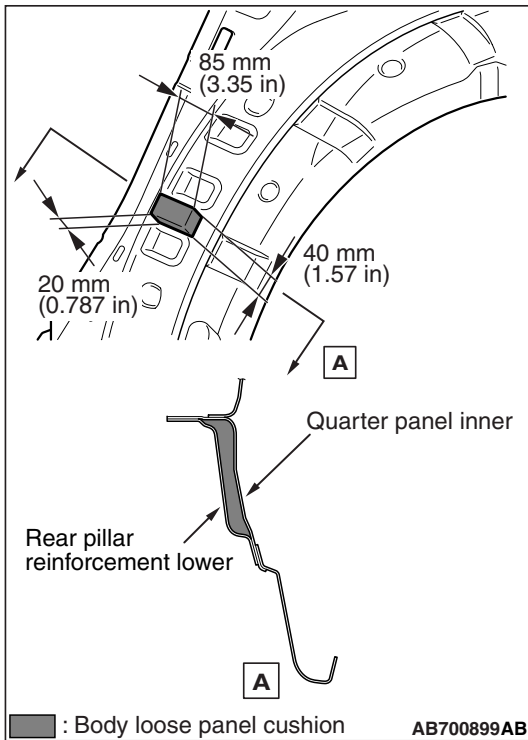 85 mm
(3.35 in)
40 mm
(1.57 in)
20 mm
(0.787 in)
A
Quarter panel inner
Rear pillar
reinforcement lower
A
: Body loose panel cushion
AB700899AB